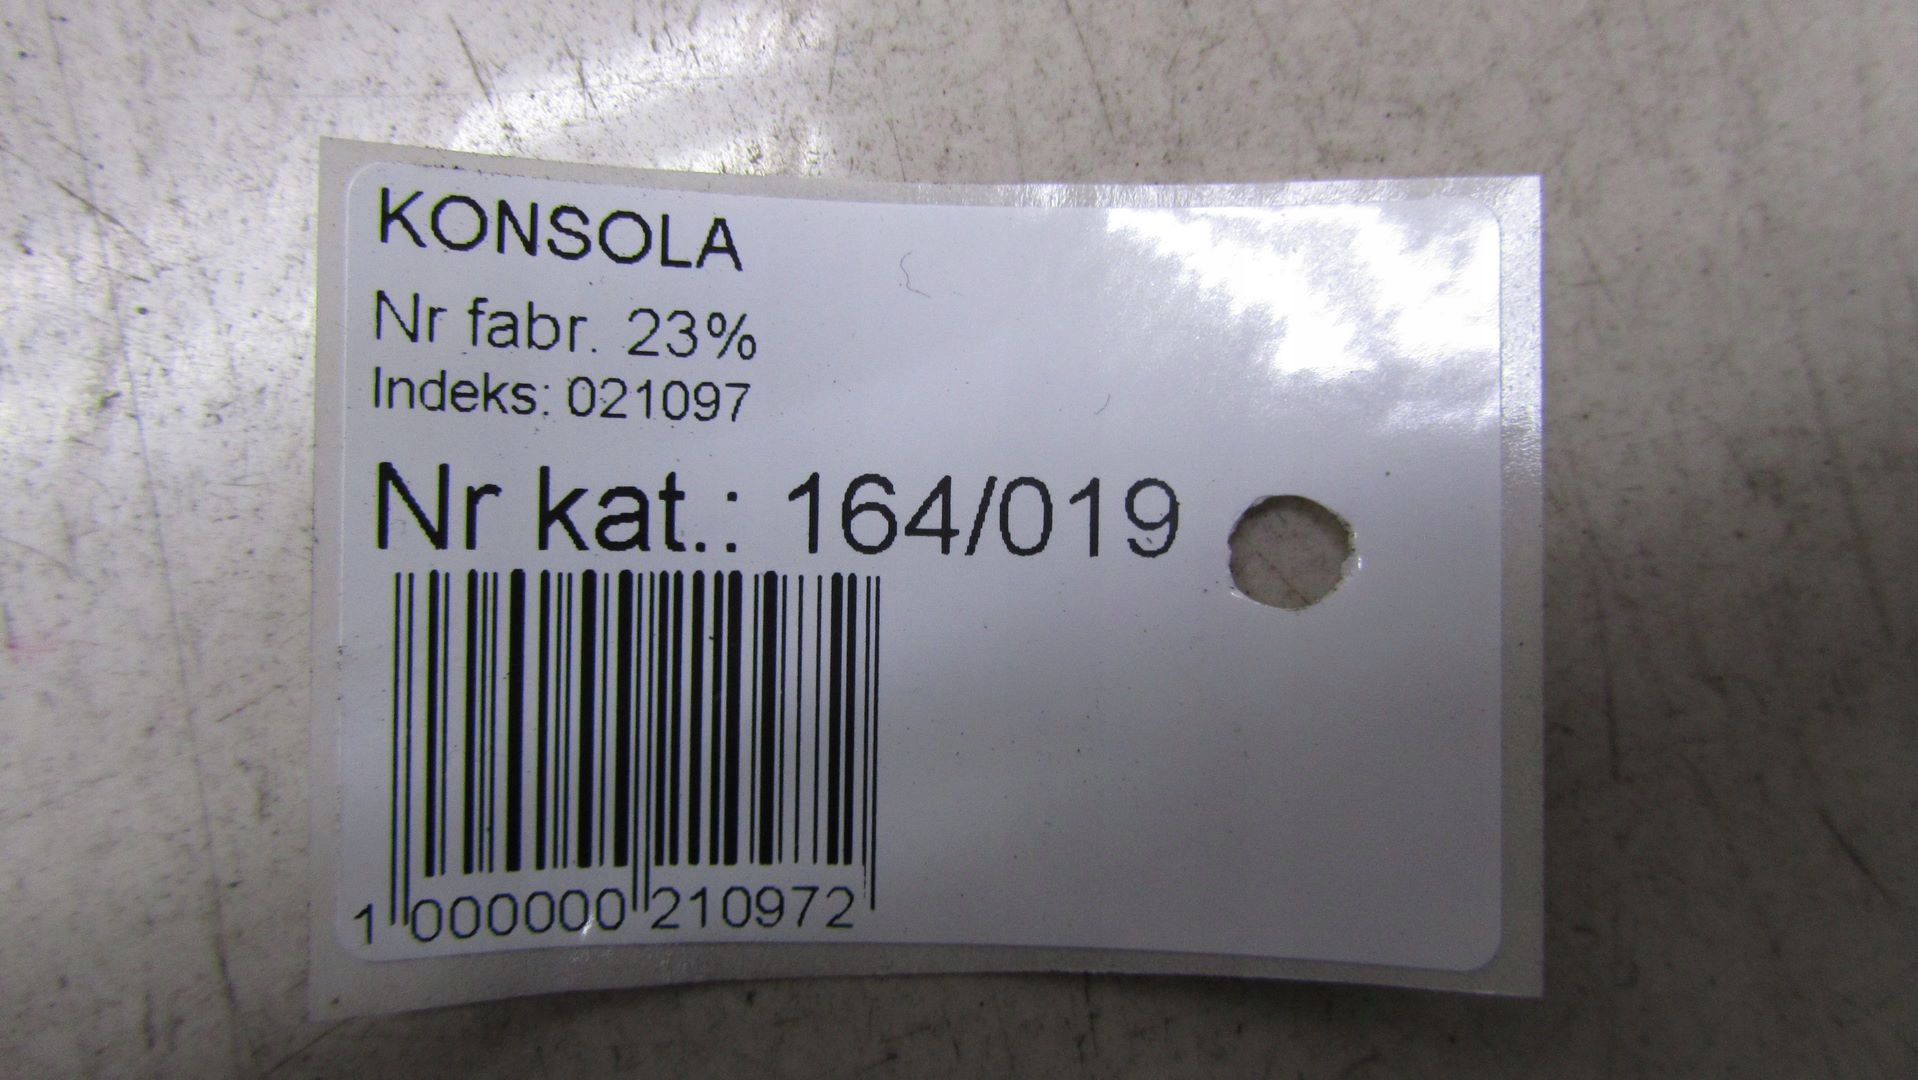 KONSOLA
Nr fabr. 23%
Indeks: 021097
Nr kat.: 164/019
1 000000 210972